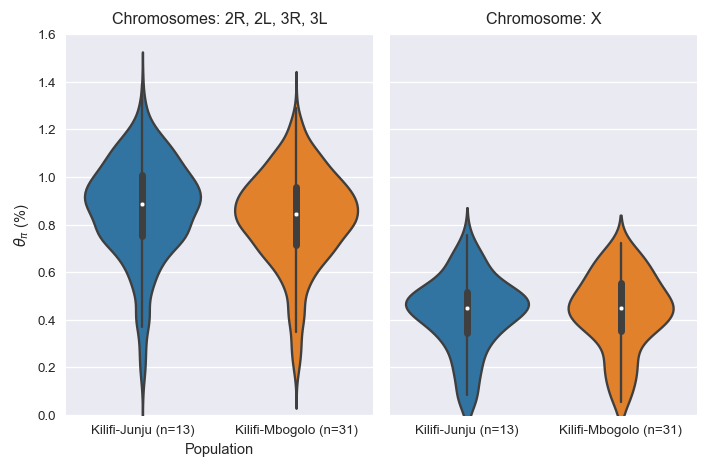 Chromosomes: 2R, 2L, 3R, 3L
Chromosome: X
1.6
1.4
1.2
1.0
0.8
0.6
0.4
0.2
0.0
θπ (%)
Kilifi-Junju (n=13)
Kilifi-Mbogolo (n=31)
Kilifi-Junju (n=13)
Kilifi-Mbogolo (n=31)
Population